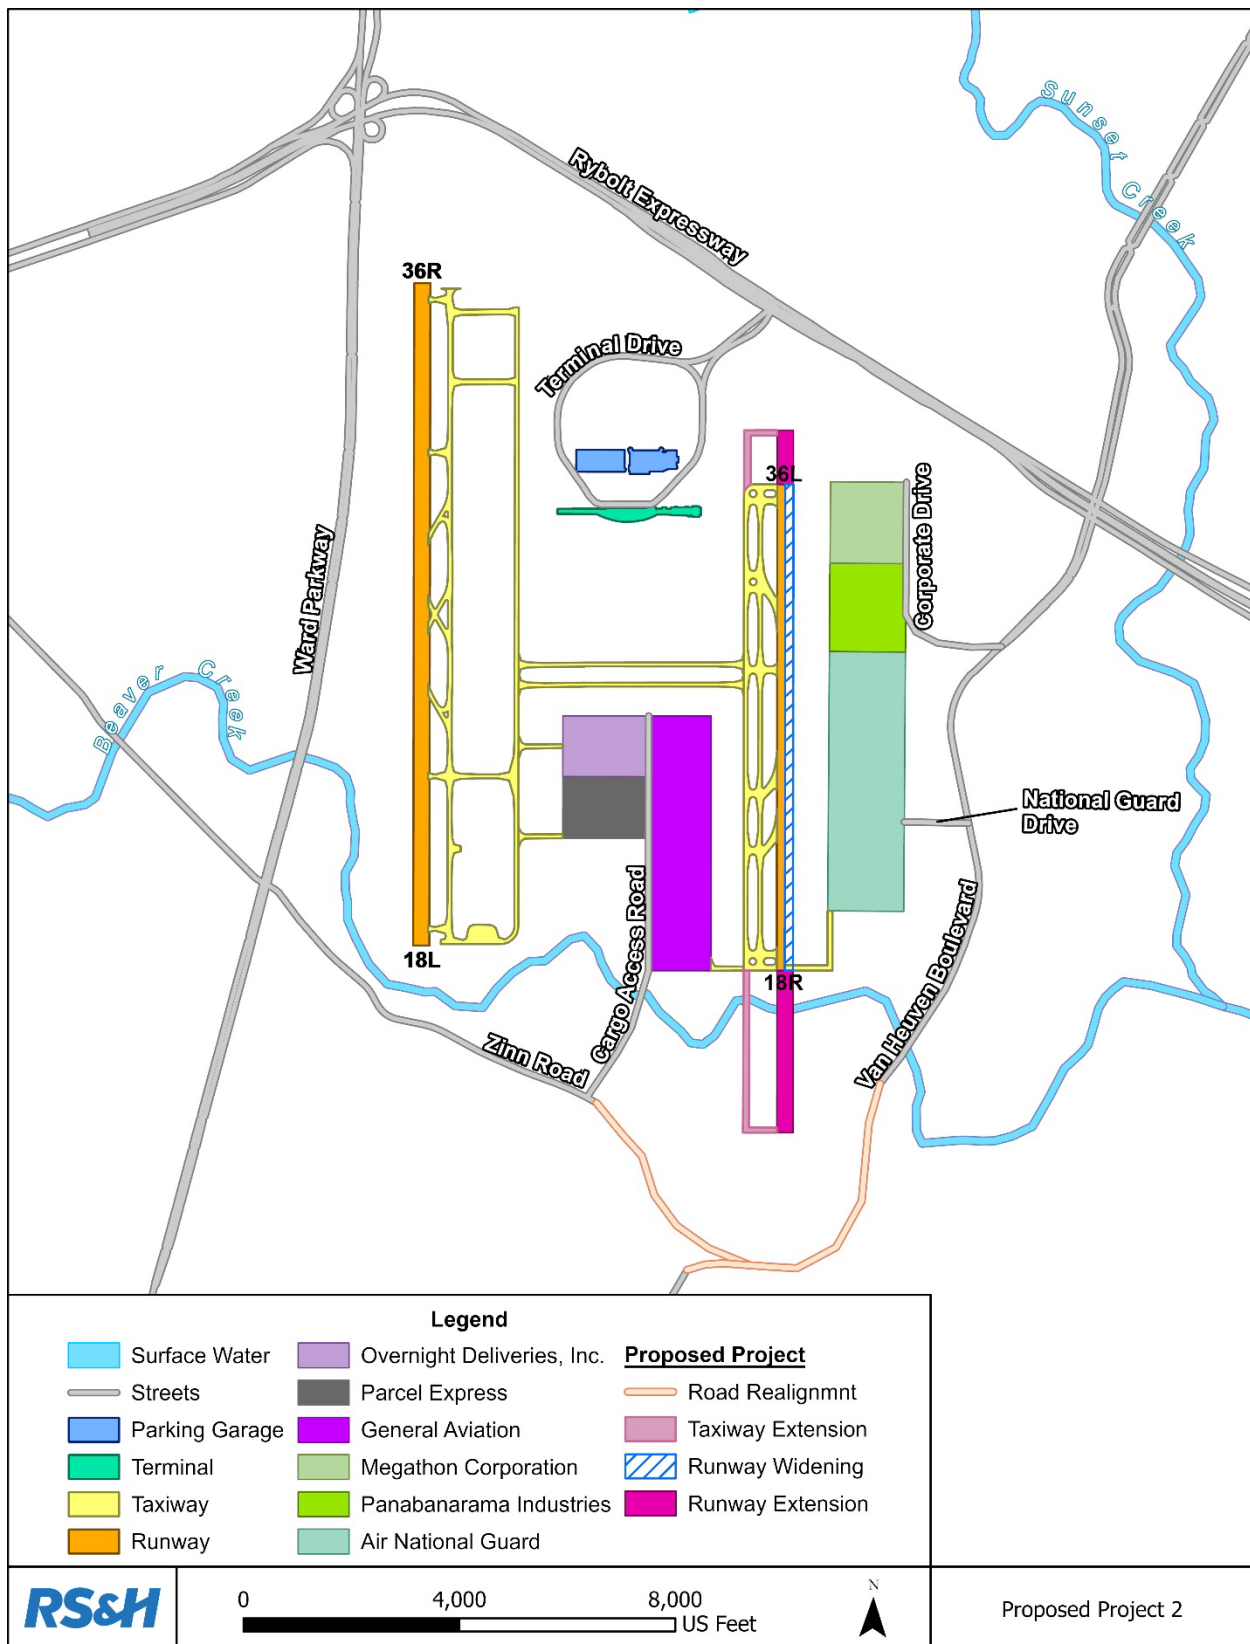 Sunset Creek
Rybolt Expressway
36R
Terminal Drive
36L
Corporate Drive
Ward Parkway
Beaver Creek
National Guard
Drive
Cargo Access Road
Van Heuven Boulevard
18L
18R
Zinn Road
Legend
Surface Water
Streets
Parking Garage
Terminal
Taxiway
Runway
Overnight Deliveries, Inc.
Parcel Express
General Aviation
Megathon Corporation
Panabanarama Industries
Air National Guard
Proposed Project
Road Realignmnt
Taxiway Extension
Runway Widening
Runway Extension
RS&H
0 4,000 8,000
US Feet
N
Proposed Project 2